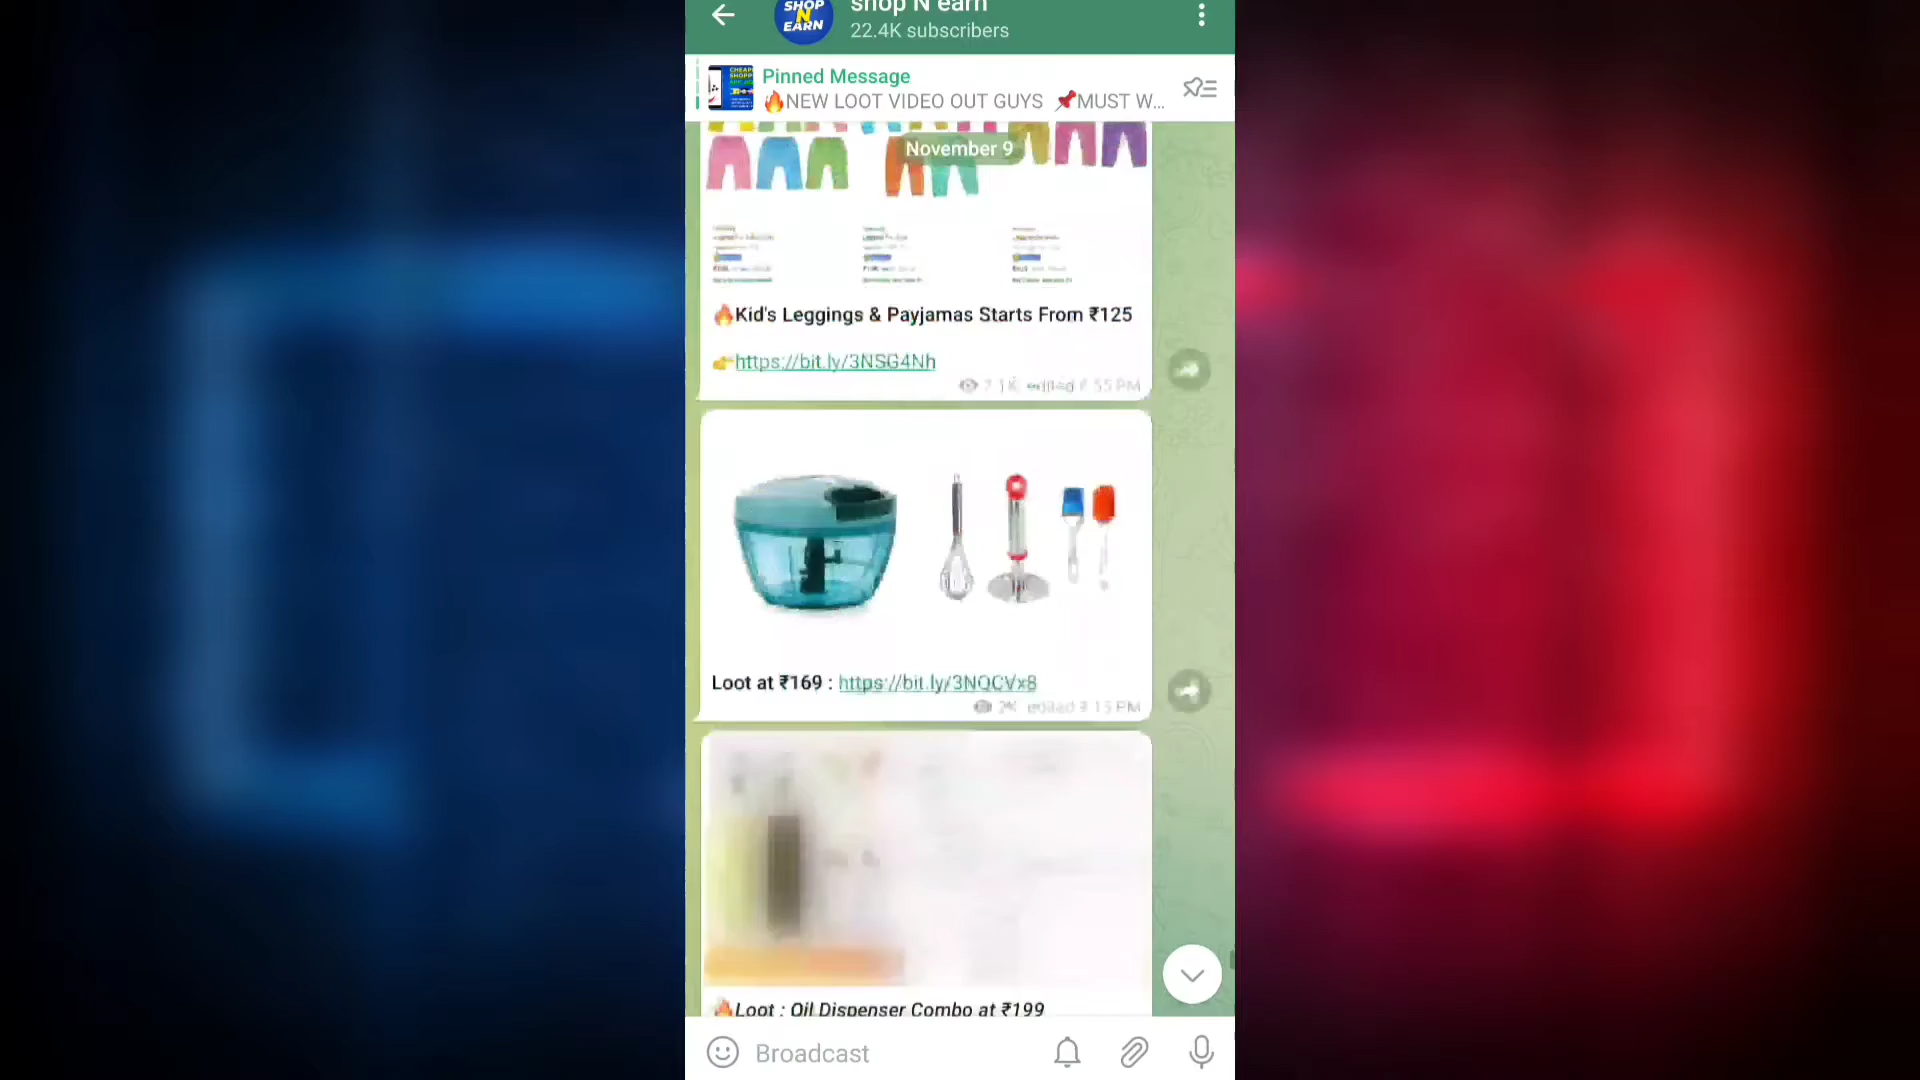 shop N earn
SHOP
N
EARN
22.4K subscribers
Pinned Message
🔥NEW LOOT VIDEO OUT GUYS 📌MUST W...
November 9
🔥Kid's Leggings & Payjamas Starts From ₹125
👉https://bit.ly/3NSG4Nh
Loot at ₹169 : https://bit.ly/3NQCVx8
🔥Loot : Oil Dispenser Combo at ₹199
Broadcast